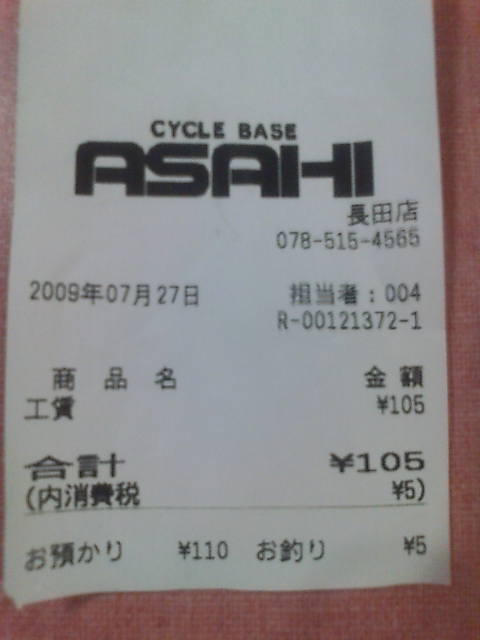 CYCLE BASE
ASAHI
長田店
078-515-4565
2009年07月27日 担当者:004
R-00121372-1
商品名 金額
工賃 ¥105
合計 ¥105
(内消費税 ¥5)
お預かり ¥110 お釣り ¥5